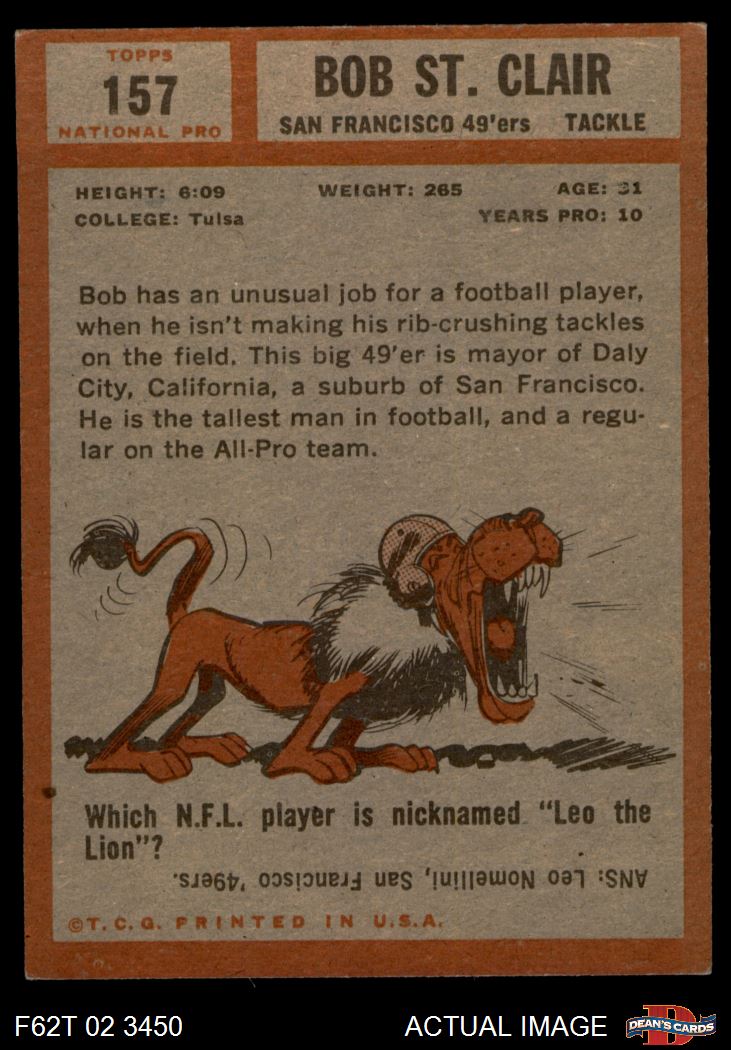 TOPPS
157
NATIONAL PRO
BOB ST. CLAIR
SAN FRANCISCO 49'ers TACKLE
HEIGHT: 6:09 WEIGHT: 265 AGE: 31
COLLEGE: Tulsa YEARS PRO: 10
Bob has an unusual job for a football player,
when he isn't making his rib-crushing tackles
on the field. This big 49'er is mayor of Daly
City, California, a suburb of San Francisco.
He is the tallest man in football, and a regu-
lar on the All-Pro team.
Which N.F.L. player is nicknamed "Leo the
Lion"?
ANS: Leo Nomellini, San Francisco '49ers.
©T.C.G. PRINTED IN U.S.A.
F62T 02 3450 ACTUAL IMAGE
D
DEAN'S CARDS